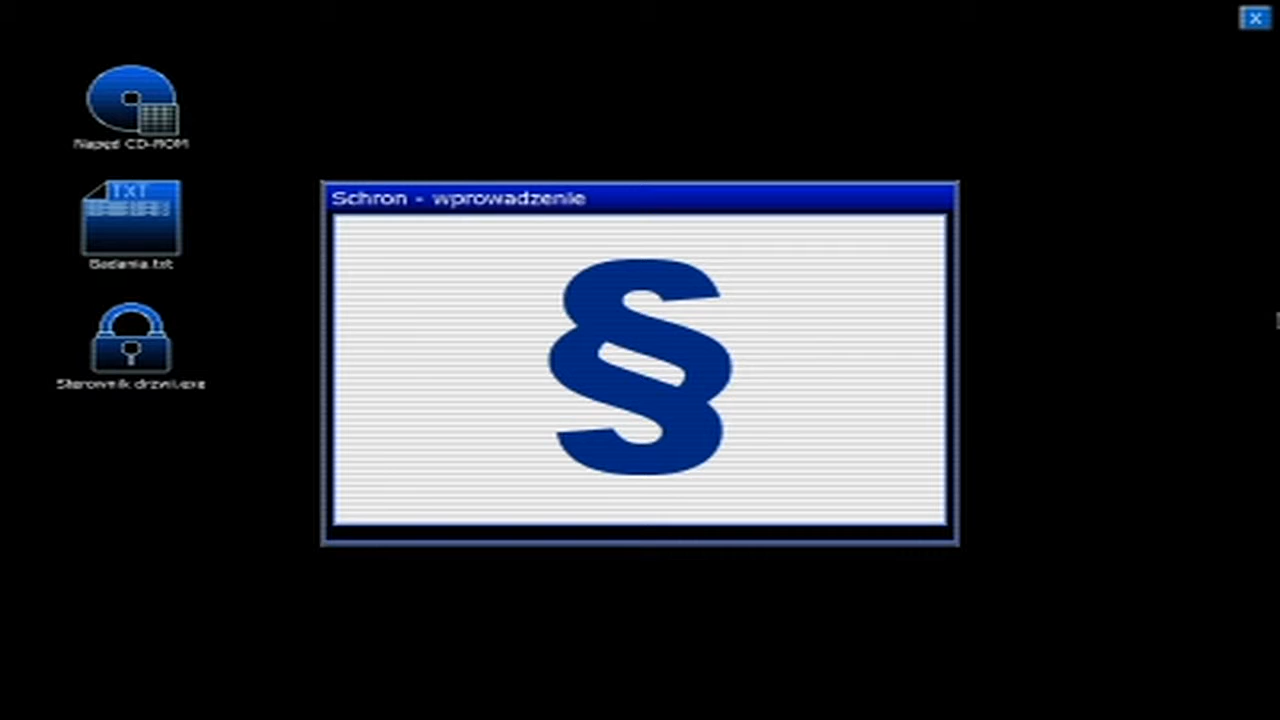 X
Napęd CD-ROM
TXT
Badania.txt
Sterownik drzwi.exe
Schron - wprowadzenie
§